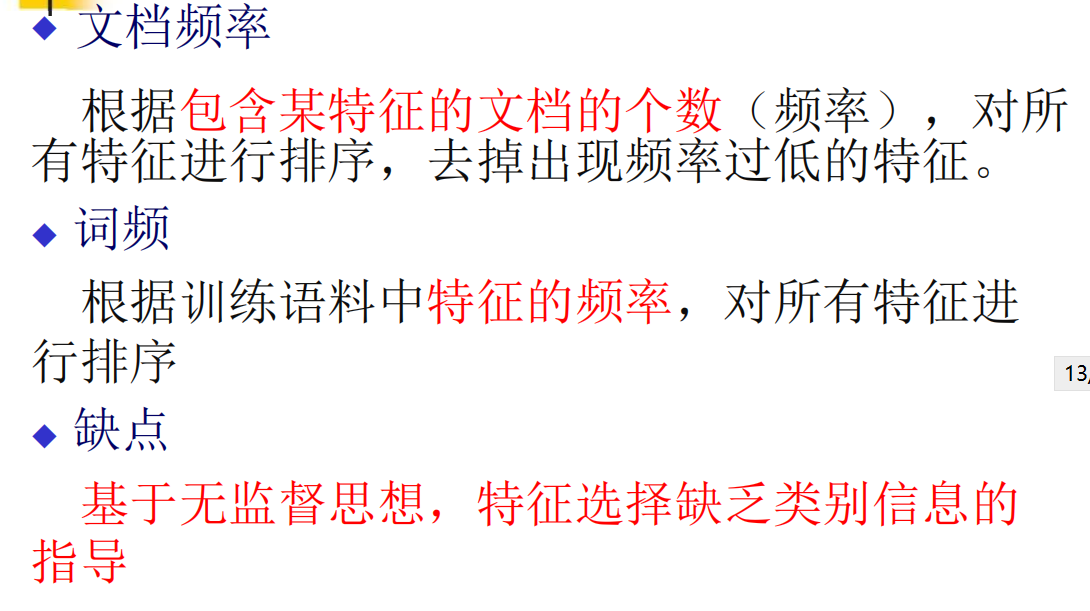 文档频率
根据包含某特征的文档的个数（频率），对所
有特征进行排序，去掉出现频率过低的特征。
词频
根据训练语料中特征的频率，对所有特征进
行排序
13/
缺点
基于无监督思想，特征选择缺乏类别信息的
指导